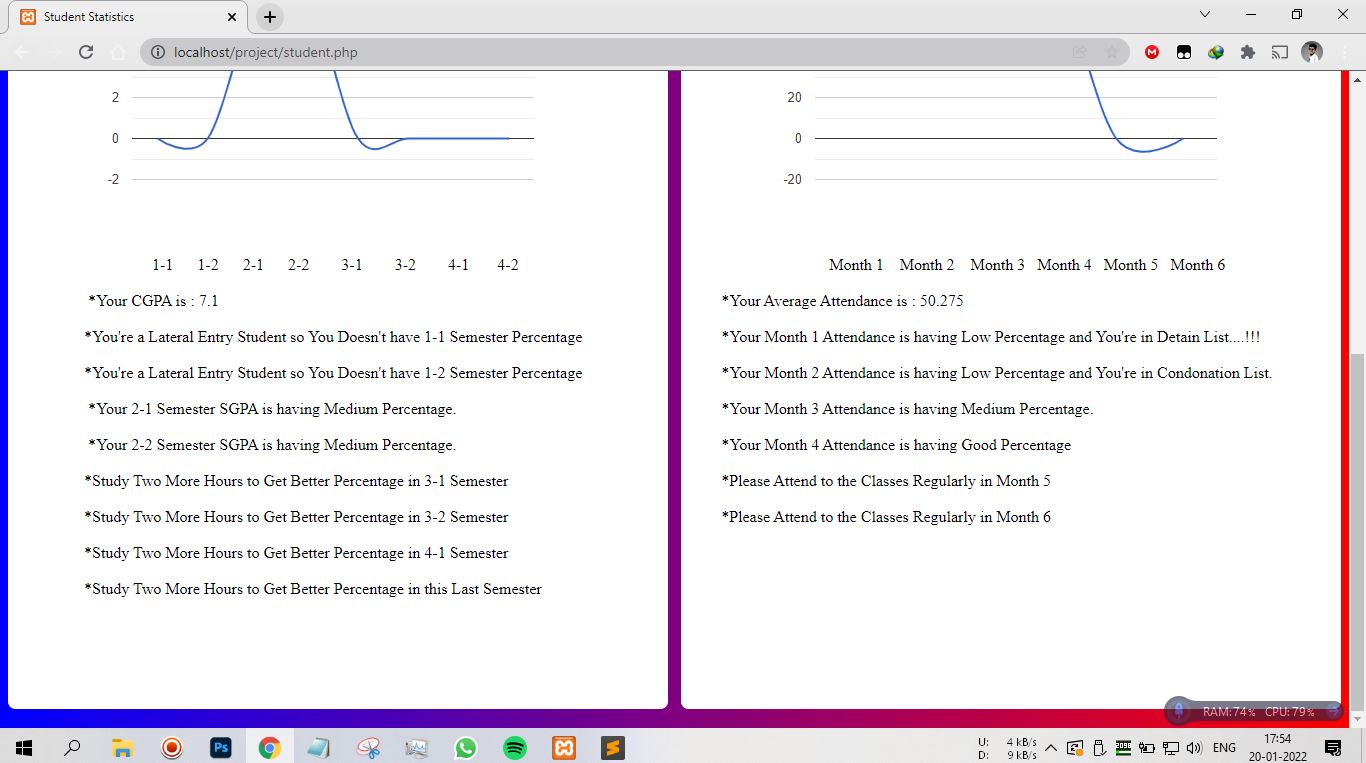 Student Statistics
localhost/project/student.php
2
0
-2
1-1 1-2 2-1 2-2 3-1 3-2 4-1 4-2
*Your CGPA is : 7.1
*You're a Lateral Entry Student so You Doesn't have 1-1 Semester Percentage
*You're a Lateral Entry Student so You Doesn't have 1-2 Semester Percentage
*Your 2-1 Semester SGPA is having Medium Percentage.
*Your 2-2 Semester SGPA is having Medium Percentage.
*Study Two More Hours to Get Better Percentage in 3-1 Semester
*Study Two More Hours to Get Better Percentage in 3-2 Semester
*Study Two More Hours to Get Better Percentage in 4-1 Semester
*Study Two More Hours to Get Better Percentage in this Last Semester
20
0
-20
Month 1 Month 2 Month 3 Month 4 Month 5 Month 6
*Your Average Attendance is : 50.275
*Your Month 1 Attendance is having Low Percentage and You're in Detain List....!!!
*Your Month 2 Attendance is having Low Percentage and You're in Condonation List.
*Your Month 3 Attendance is having Medium Percentage.
*Your Month 4 Attendance is having Good Percentage
*Please Attend to the Classes Regularly in Month 5
*Please Attend to the Classes Regularly in Month 6
RAM:74% CPU:79%
Ps
U: 4 kB/s
D: 9 kB/s
ENG
17:54
20-01-2022